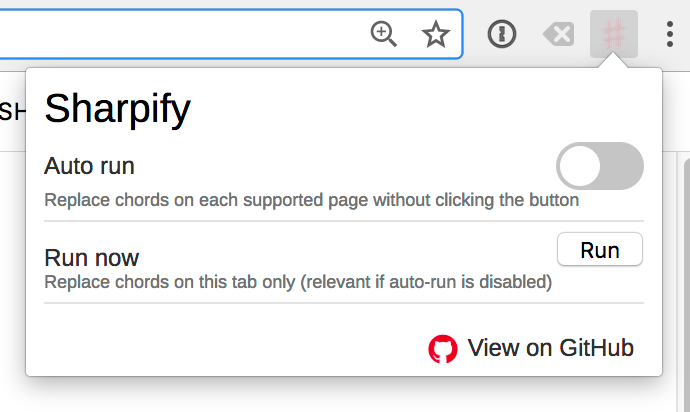 SH
Sharpify
Auto run
Replace chords on each supported page without clicking the button
Run now
Run
Replace chords on this tab only (relevant if auto-run is disabled)
View on GitHub